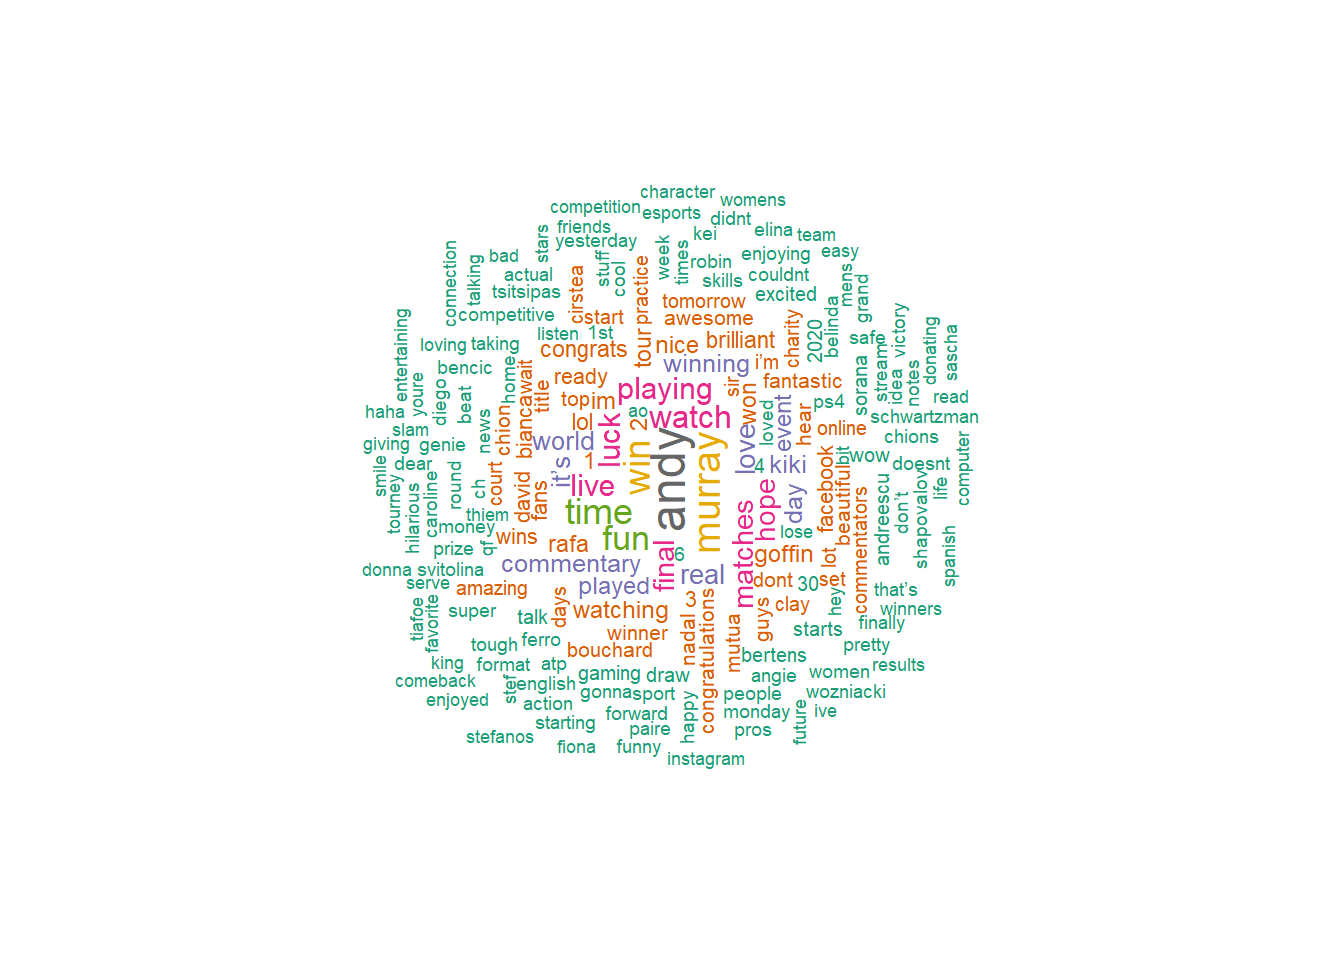 character
womens
competition
esports
didnt
friends
kei
elina
team
stars
yesterday
stuff
cool
week
times
robin
enjoying
easy
connection
talking
bad
actual
tsitsipas
cirstea
practice
skills
couldnt
excited
belinda
mens
grand
competitive
start
tomorrow
awesome
charity
2020
safe
victory
donating
sascha
entertaining
listen
1st
tour
nice
brilliant
loving
taking
congrats
winning
i'm
sorana
stream
idea
notes
youre
diego
bencic
home
wait
bianca
title
ready
playing
sir
won
fantastic
read
haha
beat
top
im
ao
watch
loved
event
hear
ps4
schwartzman
slam
news
chion
lol
luck
2
love
online
chions
giving
genie
world
win
andy
murray
4
kiki
bit
wow
doesnt
computer
smile
dear
round
ch
court
david
fans
it’s
1
live
day
facebook
beautiful
commentators
andreescu
don’t
shapovalov
life
tourney
hilarious
caroline
thiem
time
matches
hope
lose
money
wins
rafa
fun
final
6
goffin
lot
spanish
prize
qf
commentary
real
donna
svitolina
played
dont
30
set
hey
that’s
serve
amazing
days
3
guys
clay
winners
tiafoe
favorite
super
talk
watching
nadal
congratulations
mutua
starts
finally
tough
ferro
winner
bouchard
bertens
pretty
king
format
atp
women
results
comeback
stef
english
gaming
draw
angie
enjoyed
action
gonna
sport
happy
people
wozniacki
starting
forward
monday
ive
stefanos
paire
pros
future
fiona
funny
instagram